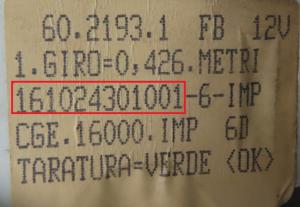 60.2193.1 FB 12V
1.GIRO=0,426.METRI
161024301001-6-IMP
CGE.16000.IMP 6D
TARATURA=VERDE <OK>